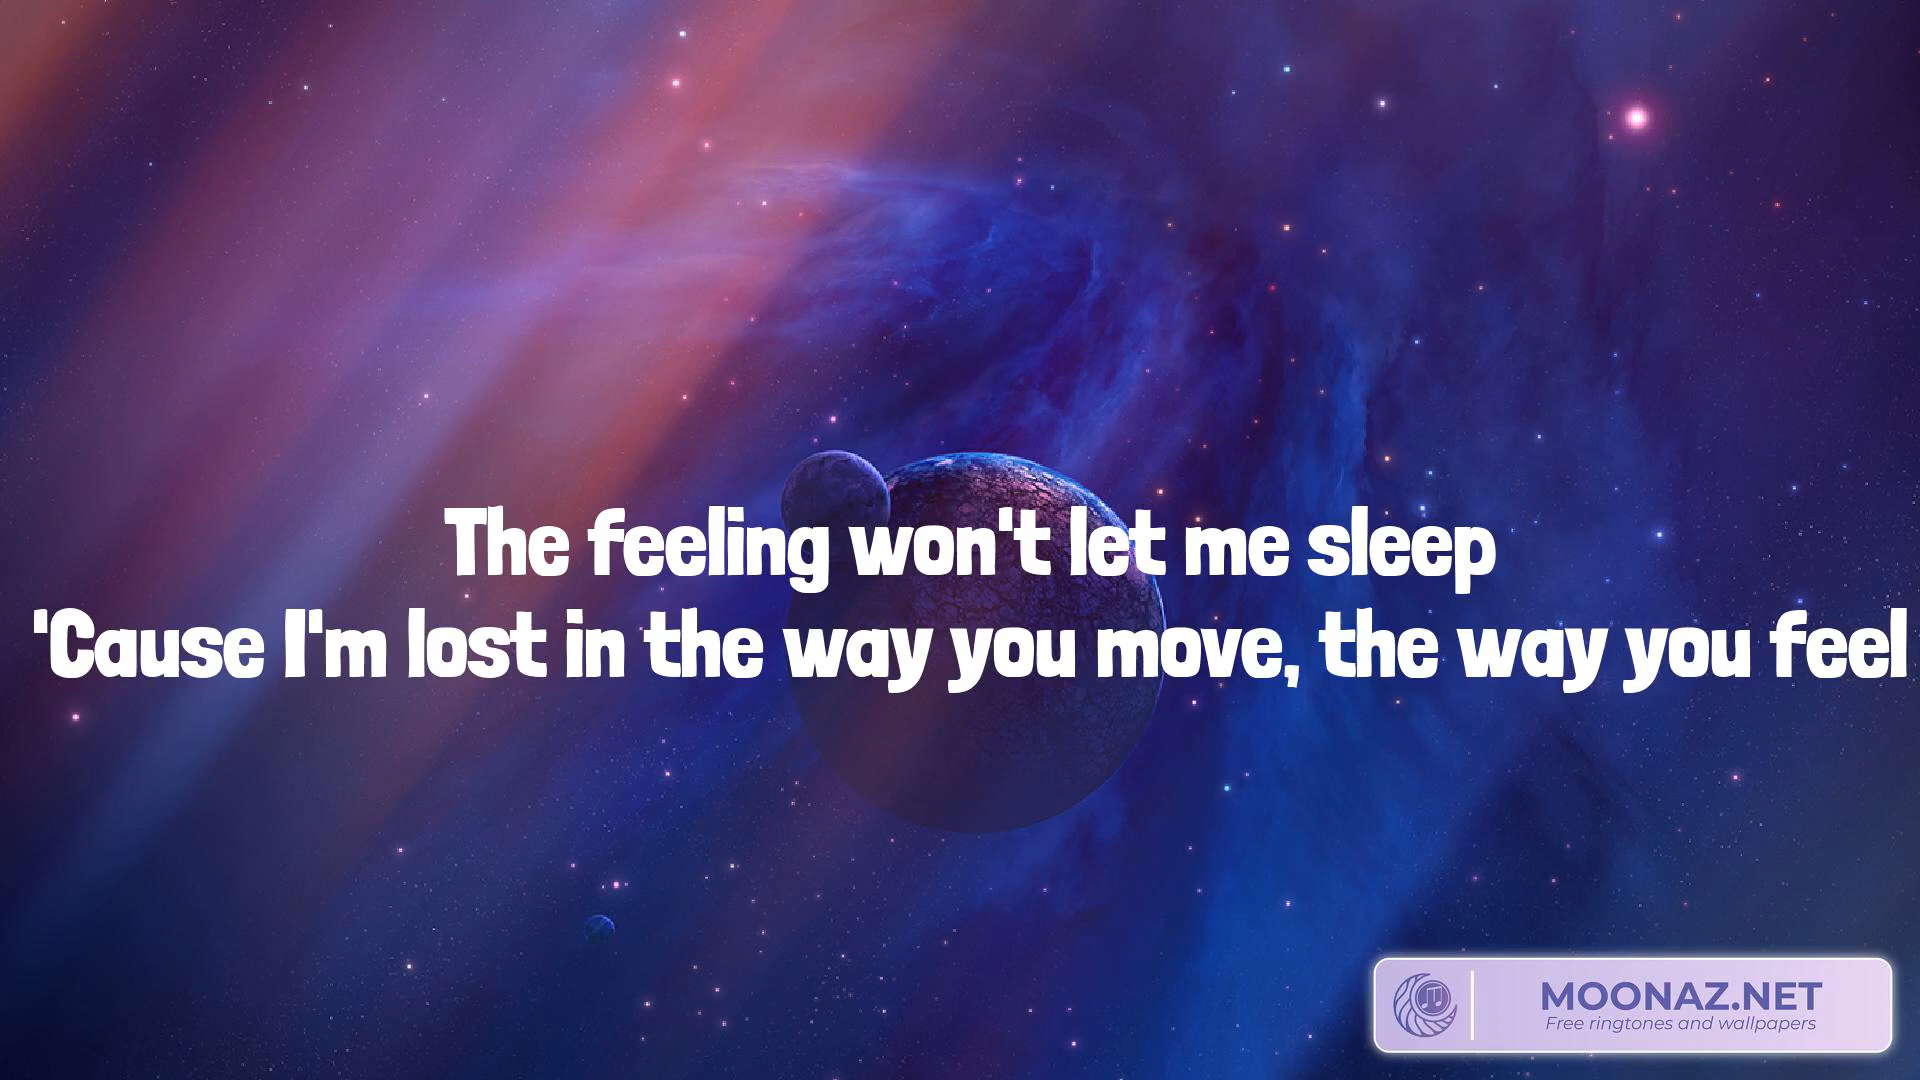 The feeling won't let me sleep
'Cause I'm lost in the way you move, the way you feel
MOONAZ.NET
Free ringtones and wallpapers